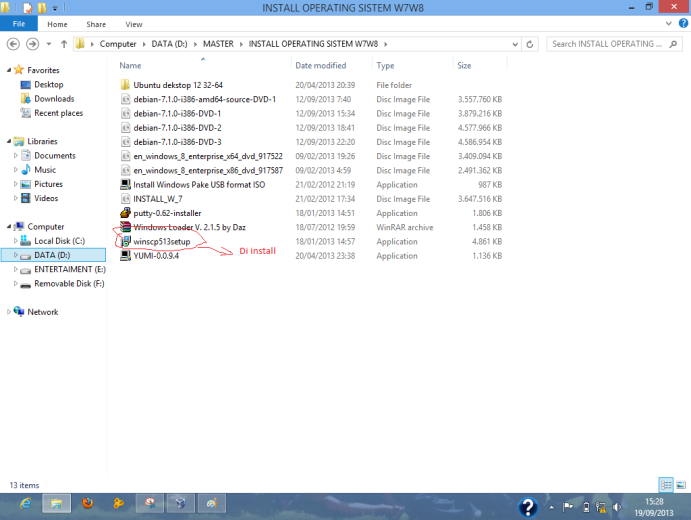 INSTALL OPERATING SISTEM W7W8
File Home Share View
Computer DATA (D:) MASTER INSTALL OPERATING SISTEM W7W8
Search INSTALL OPERATING ...
Name Date modified Type Size
Favorites
Desktop
Downloads
Recent places
Libraries
Documents
Music
Pictures
Videos
Computer
Local Disk (C:)
DATA (D:)
ENTERTAIMENT (E:)
Removable Disk (F:)
Network
Ubuntu dekstop 12 32-64 20/04/2013 20:39 File folder
debian-7.1.0-i386-amd64-source-DVD-1 12/09/2013 7:40 Disc Image File 3.557.760 KB
debian-7.1.0-i386-DVD-1 12/09/2013 15:34 Disc Image File 3.879.216 KB
debian-7.1.0-i386-DVD-2 12/09/2013 18:41 Disc Image File 4.577.966 KB
debian-7.1.0-i386-DVD-3 12/09/2013 22:20 Disc Image File 4.586.954 KB
en_windows_8_enterprise_x64_dvd_917522 09/02/2013 19:26 Disc Image File 3.409.094 KB
en_windows_8_enterprise_x86_dvd_917587 09/02/2013 4:59 Disc Image File 2.491.362 KB
Install Windows Pake USB format ISO 21/02/2012 21:19 Application 987 KB
INSTALL_W_7 21/02/2012 17:34 Disc Image File 3.647.516 KB
putty-0.62-installer 18/01/2013 14:51 Application 1.806 KB
Windows Loader V. 2.1.5 by Daz 18/07/2012 19:59 WinRAR archive 1.458 KB
winscp513setup 18/01/2013 14:57 Application 4.861 KB
Di install
YUMI-0.0.9.4 20/04/2013 23:38 Application 1.136 KB
13 items
15:28
19/09/2013